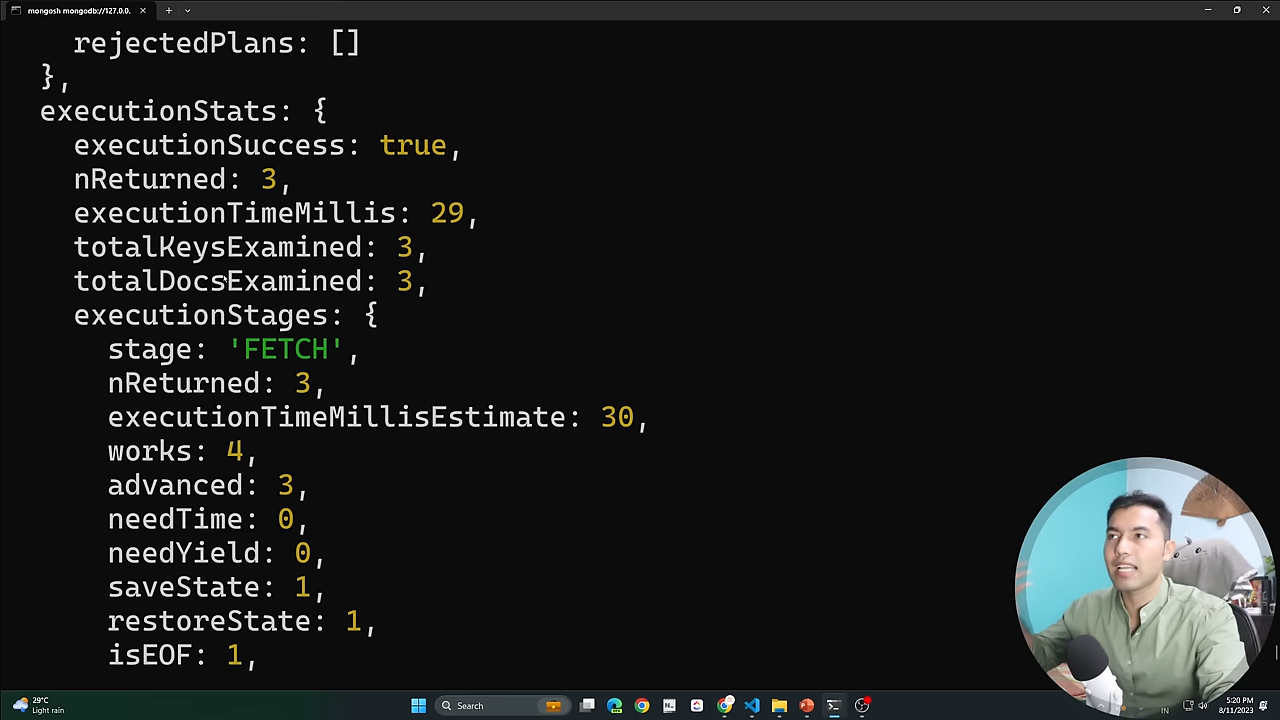 mongosh mongodb://127.0.0.
rejectedPlans: []
},
executionStats: {
executionSuccess: true,
nReturned: 3,
executionTimeMillis: 29,
totalKeysExamined: 3,
totalDocsExamined: 3,
executionStages: {
stage: 'FETCH',
nReturned: 3,
executionTimeMillisEstimate: 30,
works: 4,
advanced: 3,
needTime: 0,
needYield: 0,
saveState: 1,
restoreState: 1,
isEOF: 1,
29°C
Light rain
Search
IN
5:20 PM
8/11/2023